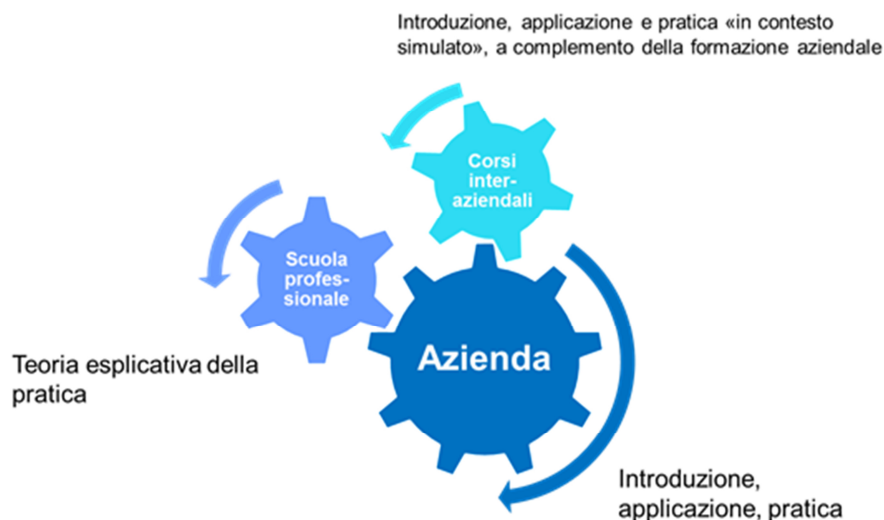 Introduzione, applicazione e pratica «in contesto
simulato», a complemento della formazione aziendale
Corsi
inter-
aziendali
Scuola
profes-
sionale
Azienda
Teoria esplicativa della
pratica
Introduzione,
applicazione, pratica